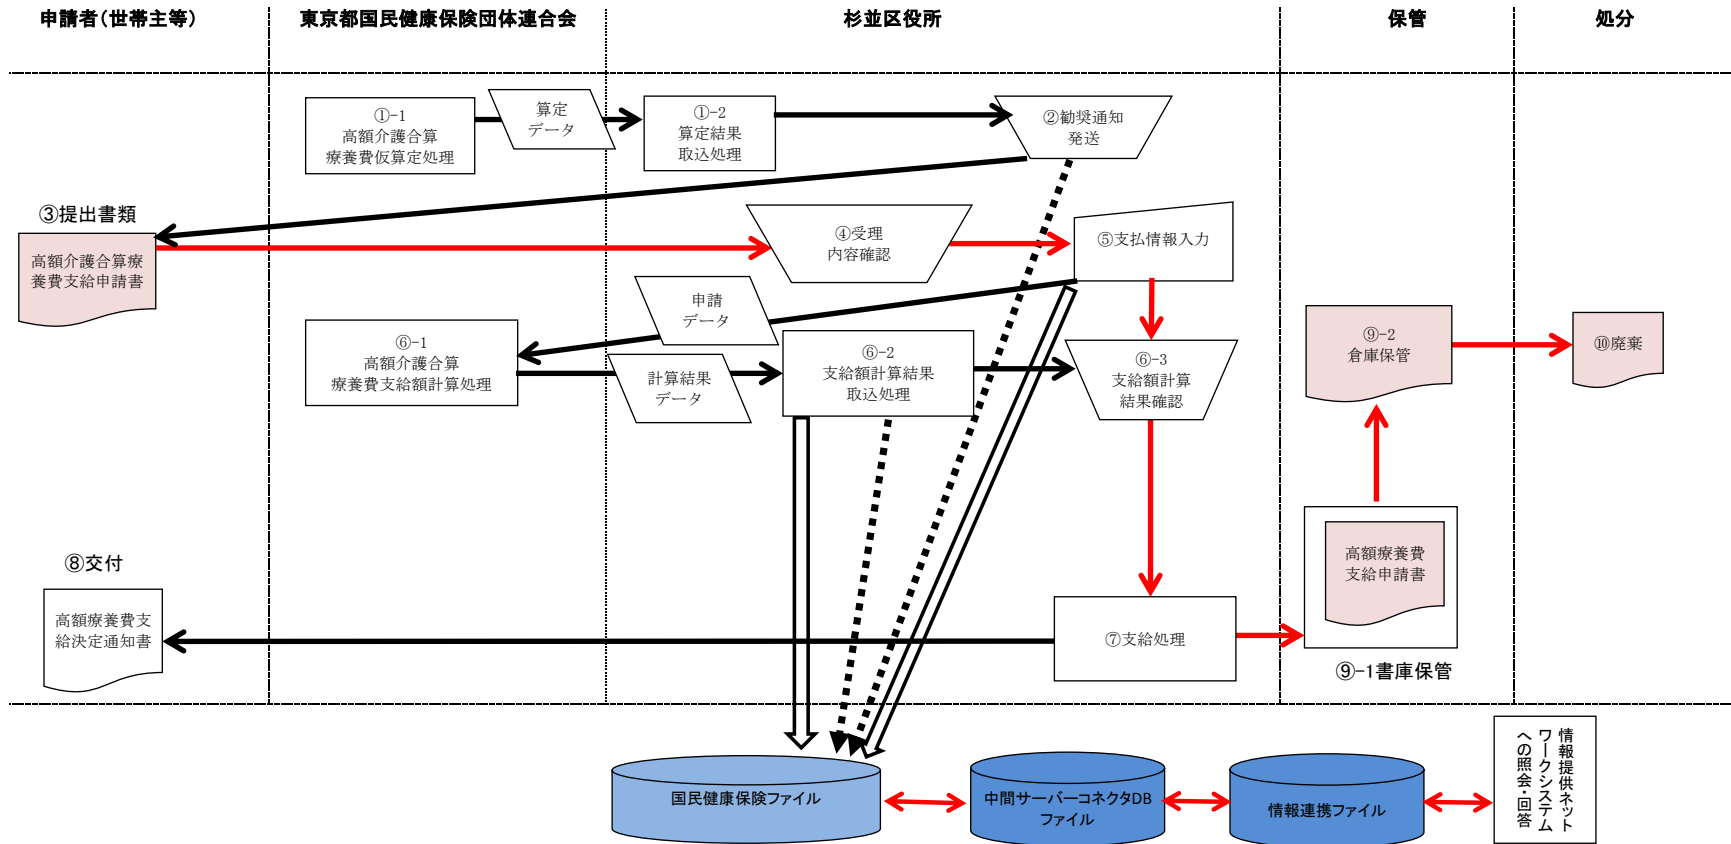 申請者（世帯主等）
東京都国民健康保険団体連合会
杉並区役所
保管
処分
①-1
高額介護合算
療養費仮算定処理
算定
データ
①-2
算定結果
取込処理
②勧奨通知
発送
③提出書類
高額介護合算療
養費支給申請書
④受理
内容確認
⑤支払情報入力
申請
データ
⑥-1
高額介護合算
療養費支給額計算処理
計算結果
データ
⑥-2
支給額計算結果
取込処理
⑥-3
支給額計算
結果確認
⑨-2
倉庫保管
⑩廃棄
高額療養費
支給申請書
⑨-1書庫保管
⑧交付
高額療養費支
給決定通知書
⑦支給処理
国民健康保険ファイル
中間サーバーコネクタDB
ファイル
情報連携ファイル
情報提供ネット
ワークシステム
への照会・回答